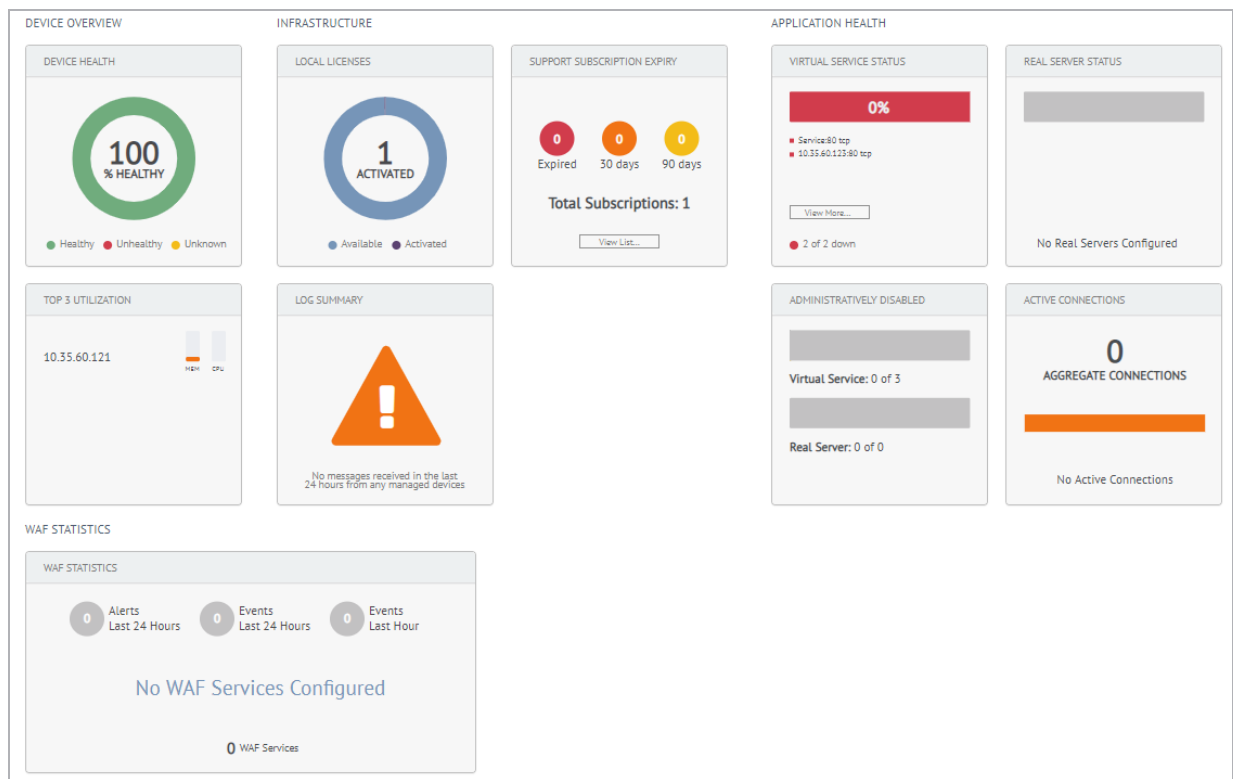 DEVICE OVERVIEW
INFRASTRUCTURE
APPLICATION HEALTH
DEVICE HEALTH
100
% HEALTHY
Healthy Unhealthy Unknown
LOCAL LICENSES
1
ACTIVATED
Available Activated
SUPPORT SUBSCRIPTION EXPIRY
0 0 0
Expired 30 days 90 days
Total Subscriptions: 1
View List...
VIRTUAL SERVICE STATUS
0%
Service:80 tcp
10.35.60.123:80 tcp
View More...
2 of 2 down
REAL SERVER STATUS
No Real Servers Configured
TOP 3 UTILIZATION
10.35.60.121
MEM CPU
LOG SUMMARY
!
No messages received in the last
24 hours from any managed devices
ADMINISTRATIVELY DISABLED
Virtual Service: 0 of 3
Real Server: 0 of 0
ACTIVE CONNECTIONS
0
AGGREGATE CONNECTIONS
No Active Connections
WAF STATISTICS
WAF STATISTICS
0 Alerts
Last 24 Hours
0 Events
Last 24 Hours
0 Events
Last Hour
No WAF Services Configured
0 WAF Services